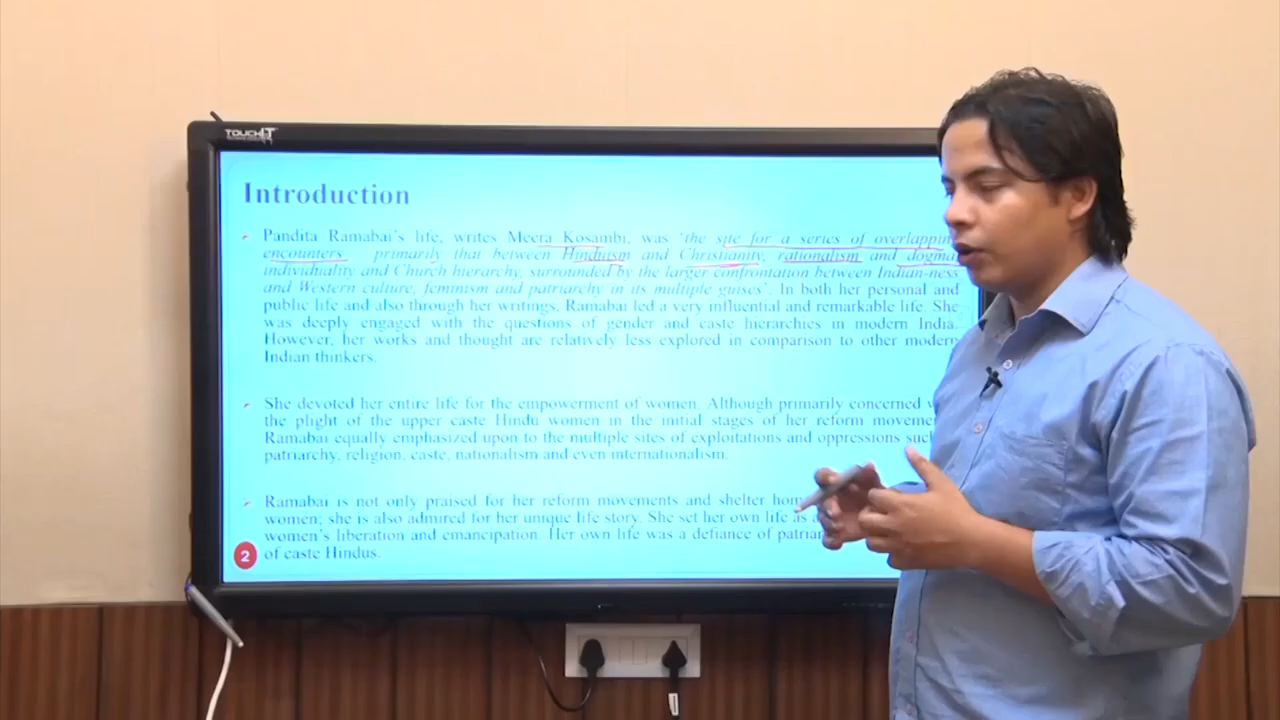 TOUCHIT
Introduction
Pandita Ramabai's life, writes Meera Kosambi, was 'the site for a series of overlappin
encounters primarily that between Hinduism and Christianity, rationalism and dogma
individuality and Church hierarchy, surrounded by the larger confrontation between Indian-ness
and Western culture, feminism and patriarchy in its multiple guises'. In both her personal and
public life and also through her writings, Ramabai led a very influential and remarkable life. She
was deeply engaged with the questions of gender and caste hierarchies in modern India.
However, her works and thought are relatively less explored in comparison to other modern
Indian thinkers.
She devoted her entire life for the empowerment of women. Although primarily concerned
the plight of the upper caste Hindu women in the initial stages of her reform moveme
Ramabai equally emphasized upon to the multiple sites of exploitations and oppressions suc
patriarchy, religion, caste, nationalism and even internationalism.
Ramabai is not only praised for her reform movements and shelter hom
women; she is also admired for her unique life story. She set her own life as
women's liberation and emancipation. Her own life was a defiance of patriar
of caste Hindus.
2